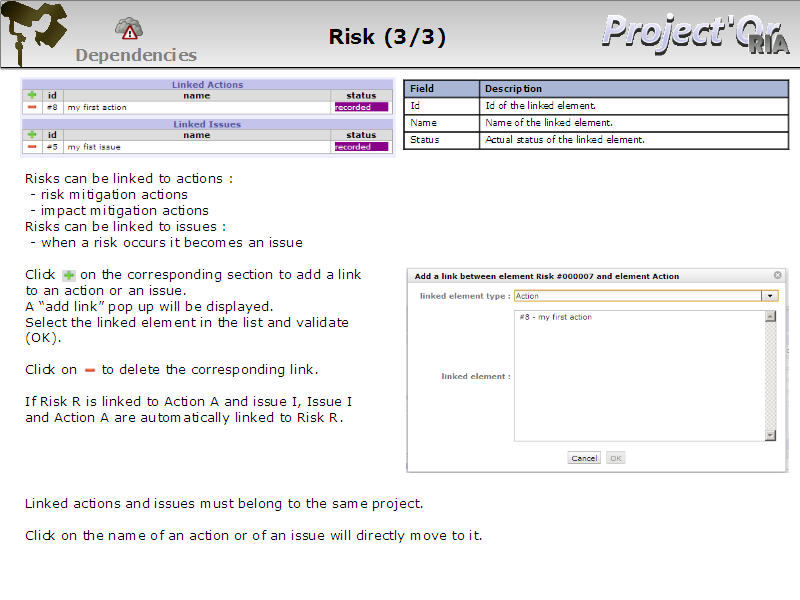 Risk (3/3)
Project'Or
RIA
Dependencies
Linked Actions
id name status
#8 my first action recorded
Linked Issues
id name status
#5 my fist issue recorded
Field Description
Id Id of the linked element.
Name Name of the linked element.
Status Actual status of the linked element.
Risks can be linked to actions :
- risk mitigation actions
- impact mitigation actions
Risks can be linked to issues :
- when a risk occurs it becomes an issue
Click on the corresponding section to add a link
to an action or an issue.
A “add link” pop up will be displayed.
Select the linked element in the list and validate
(OK).
Click on to delete the corresponding link.
If Risk R is linked to Action A and issue I, Issue I
and Action A are automatically linked to Risk R.
Add a link between element Risk #000007 and element Action
linked element type : Action
#8 - my first action
linked element :
Cancel OK
Linked actions and issues must belong to the same project.
Click on the name of an action or of an issue will directly move to it.